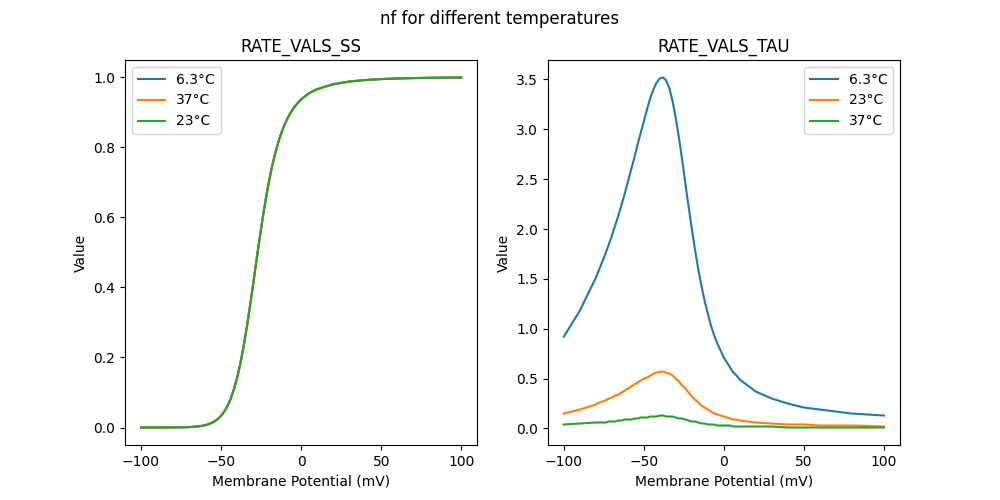 nf for different temperatures
RATE_VALS_SS
1.0
0.8
0.6
0.4
0.2
0.0
Value
6.3°C
37°C
23°C
−100
−50
0
50
100
Membrane Potential (mV)
RATE_VALS_TAU
3.5
3.0
2.5
2.0
1.5
1.0
0.5
0.0
Value
6.3°C
23°C
37°C
−100
−50
0
50
100
Membrane Potential (mV)